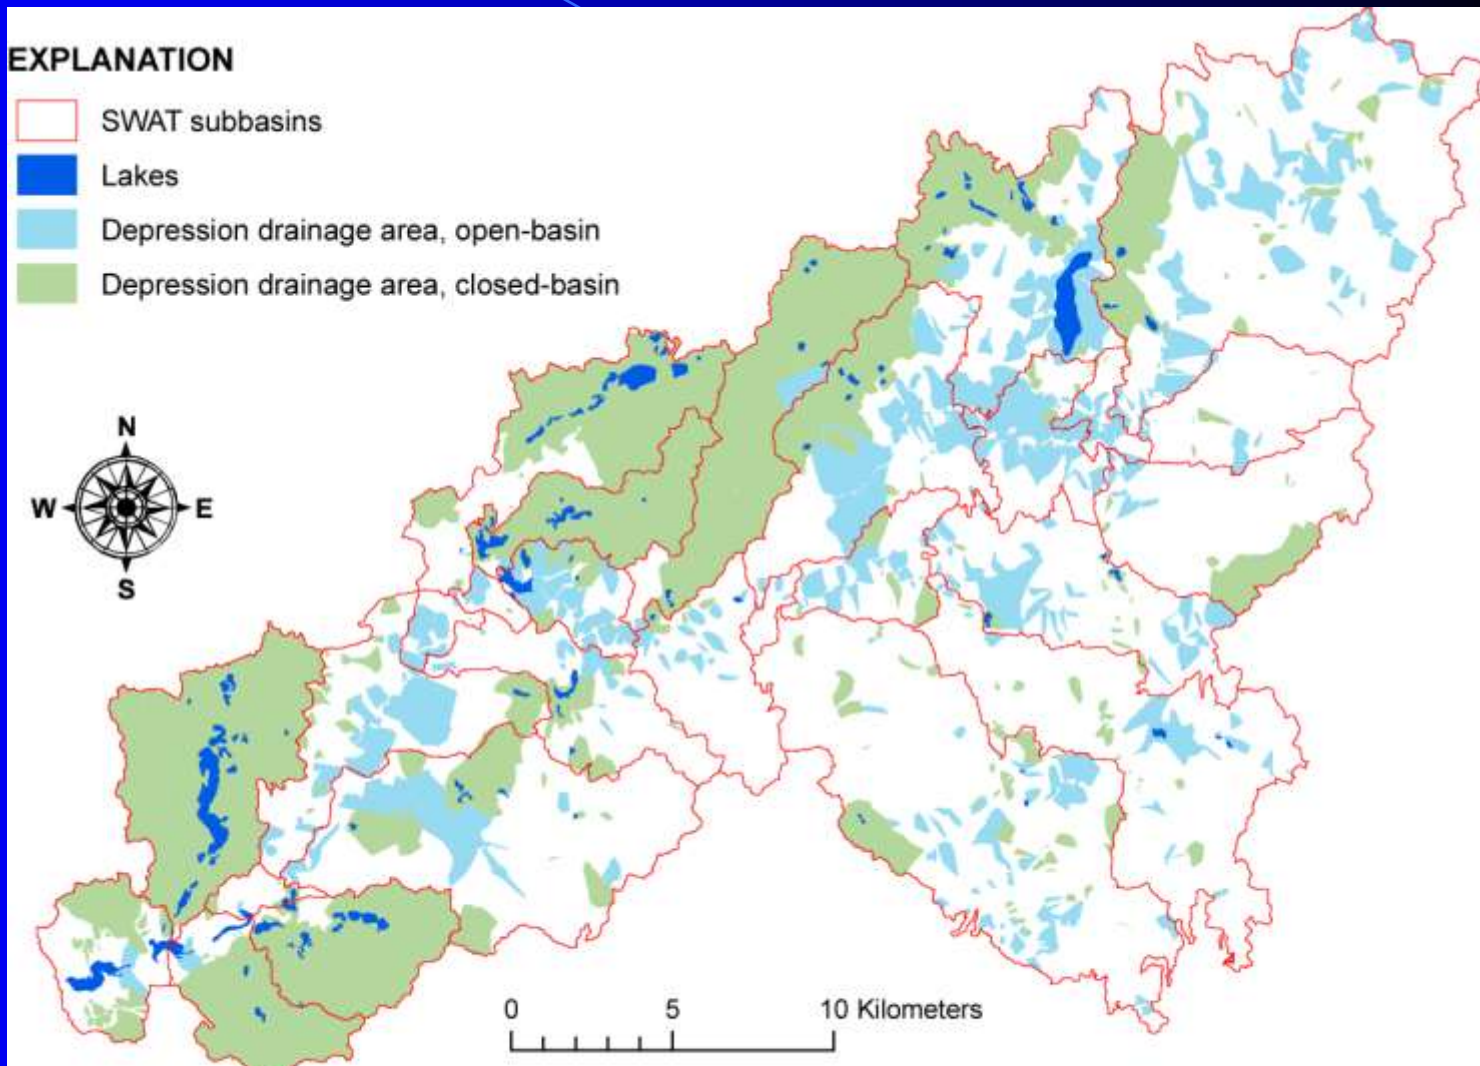 EXPLANATION
SWAT subbasins
Lakes
Depression drainage area, open-basin
Depression drainage area, closed-basin
N
W E
S
0 5 10 Kilometers